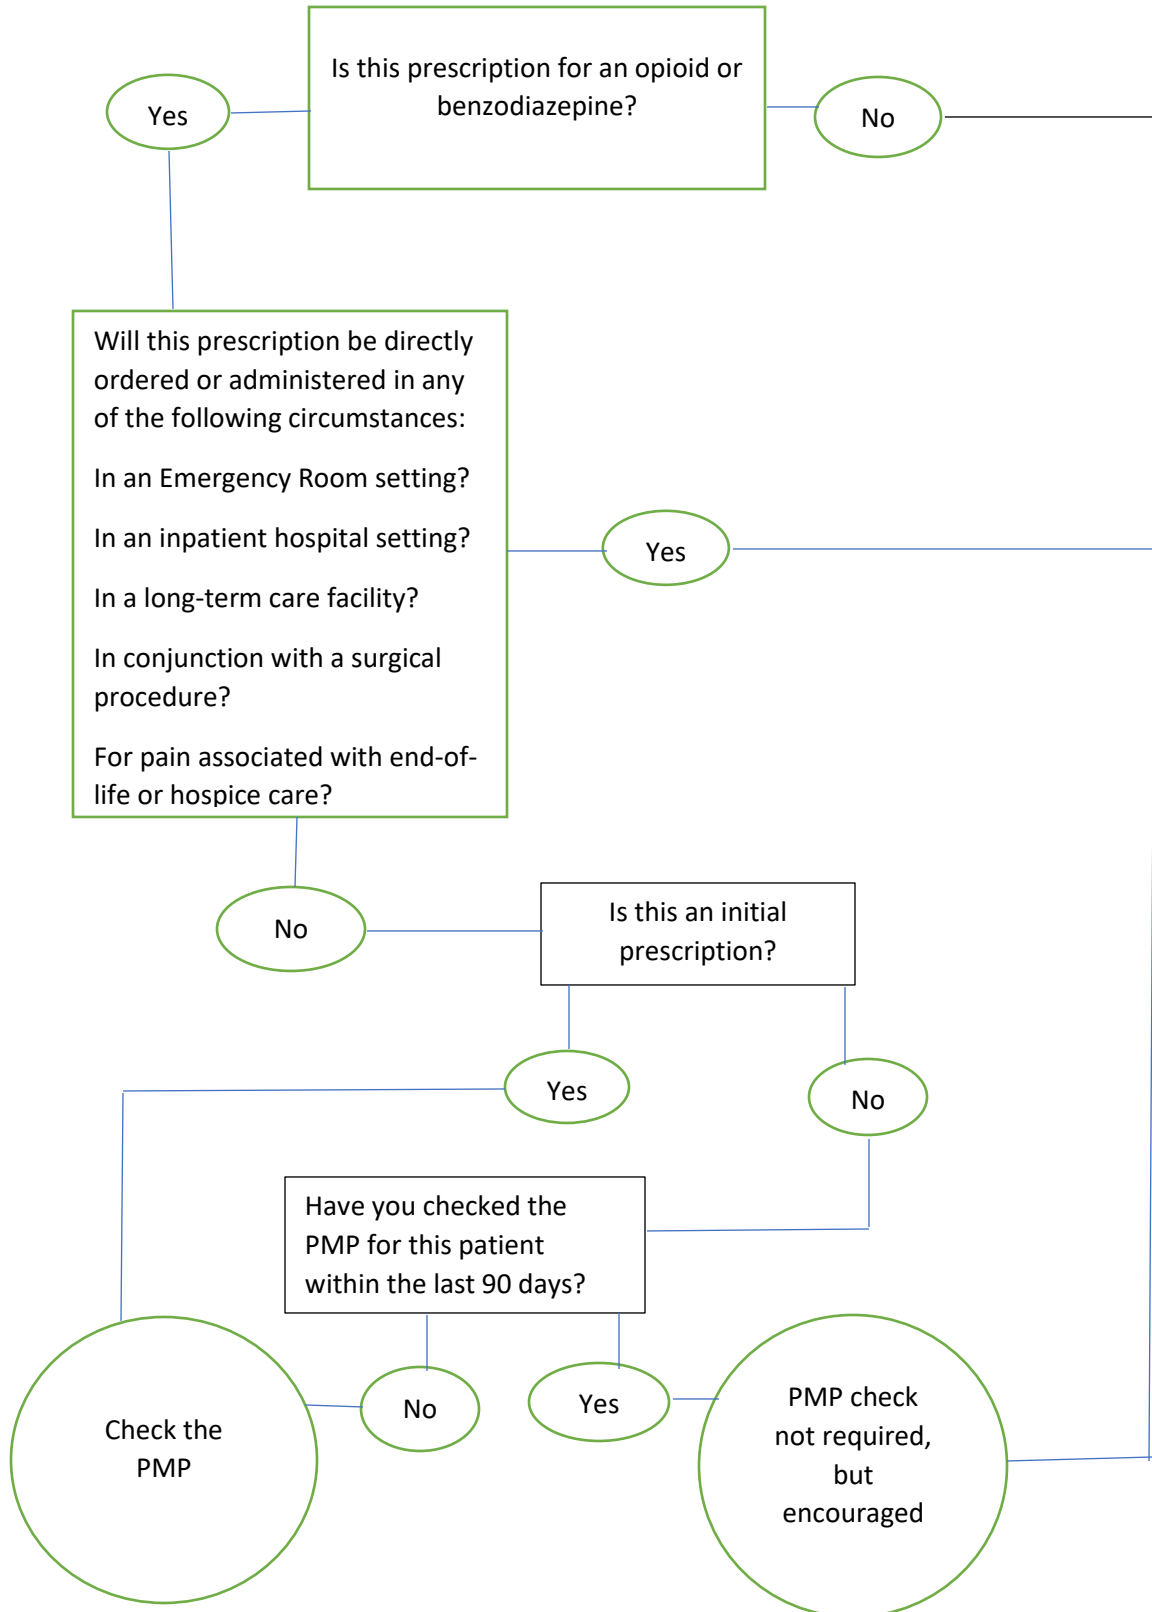 Is this prescription for an opioid or
benzodiazepine?
Yes
No
Will this prescription be directly
ordered or administered in any
of the following circumstances:
In an Emergency Room setting?
In an inpatient hospital setting?
In a long-term care facility?
In conjunction with a surgical
procedure?
For pain associated with end-of-
life or hospice care?
Yes
No
Is this an initial
prescription?
Yes
No
Have you checked the
PMP for this patient
within the last 90 days?
No
Yes
Check the
PMP
PMP check
not required,
but
encouraged